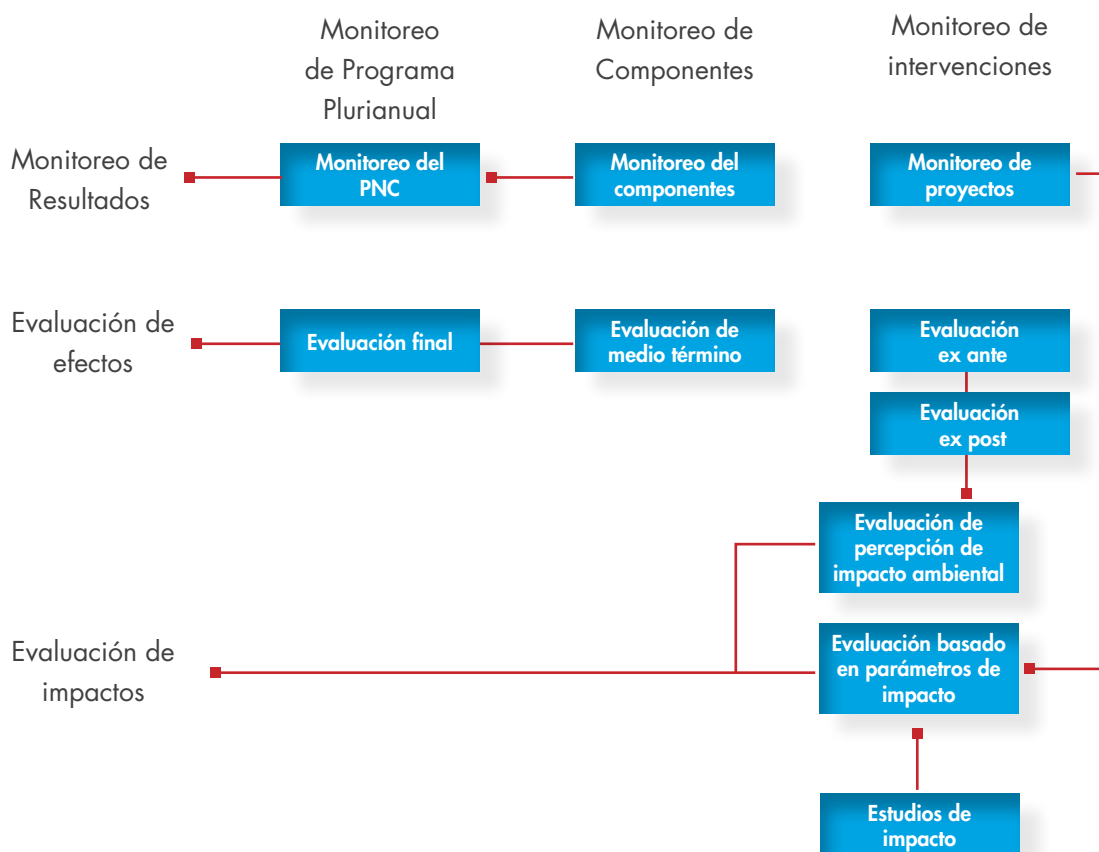 Monitoreo
de Programa
Plurianual
Monitoreo de
Componentes
Monitoreo de
intervenciones
Monitoreo de
Resultados
Monitoreo del
PNC
Monitoreo del
componentes
Monitoreo de
proyectos
Evaluación de
efectos
Evaluación final
Evaluación de
medio término
Evaluación
ex ante
Evaluación
ex post
Evaluación de
percepción de
impacto ambiental
Evaluación de
impactos
Evaluación basado
en parámetros de
impacto
Estudios de
impacto